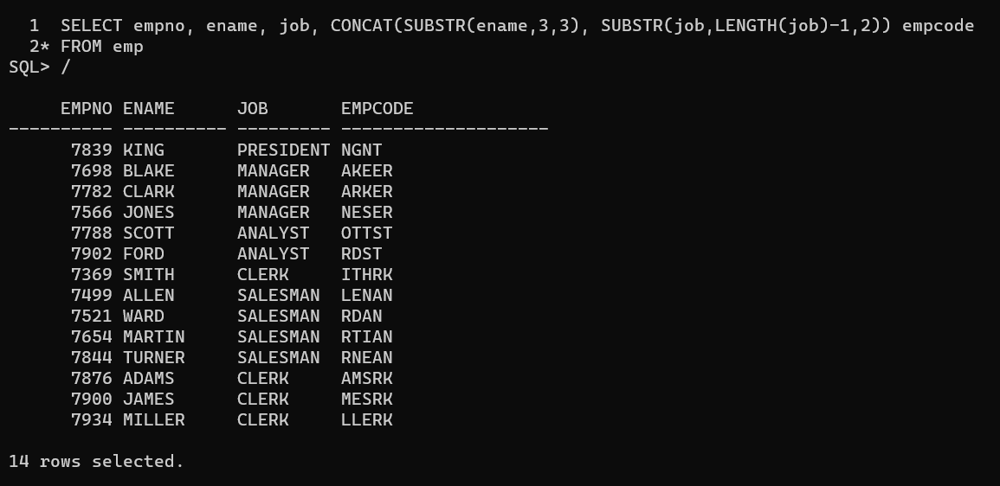 1  SELECT empno, ename, job, CONCAT(SUBSTR(ename,3,3), SUBSTR(job,LENGTH(job)-1,2)) empcode
  2* FROM emp
SQL> /
     EMPNO ENAME      JOB       EMPCODE
---------- ---------- --------- --------------------
      7839 KING       PRESIDENT NGNT
      7698 BLAKE      MANAGER   AKEER
      7782 CLARK      MANAGER   ARKER
      7566 JONES      MANAGER   NESER
      7788 SCOTT      ANALYST   OTTST
      7902 FORD       ANALYST   RDST
      7369 SMITH      CLERK     ITHRK
      7499 ALLEN      SALESMAN  LENAN
      7521 WARD       SALESMAN  RDAN
      7654 MARTIN     SALESMAN  RTIAN
      7844 TURNER     SALESMAN  RNEAN
      7876 ADAMS      CLERK     AMSRK
      7900 JAMES      CLERK     MESRK
      7934 MILLER     CLERK     LLERK
14 rows selected.